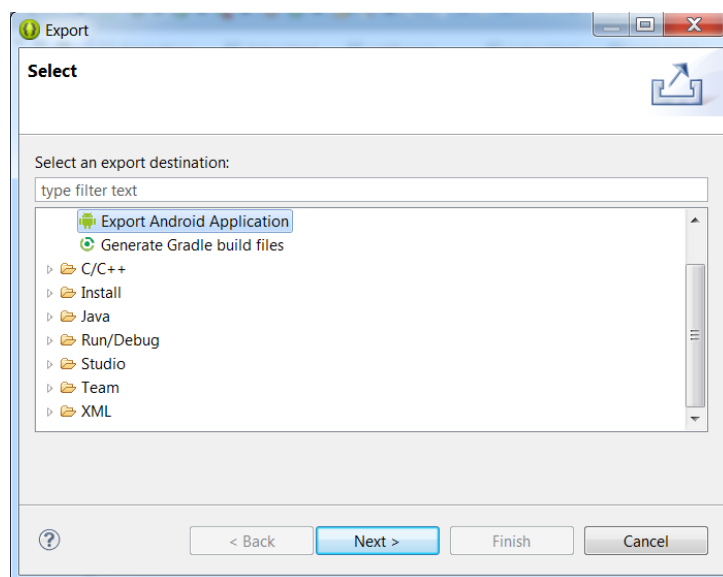 Export
Select
Select an export destination:
type filter text
Export Android Application
Generate Gradle build files
C/C++
Install
Java
Run/Debug
Studio
Team
XML
< Back Next > Finish Cancel